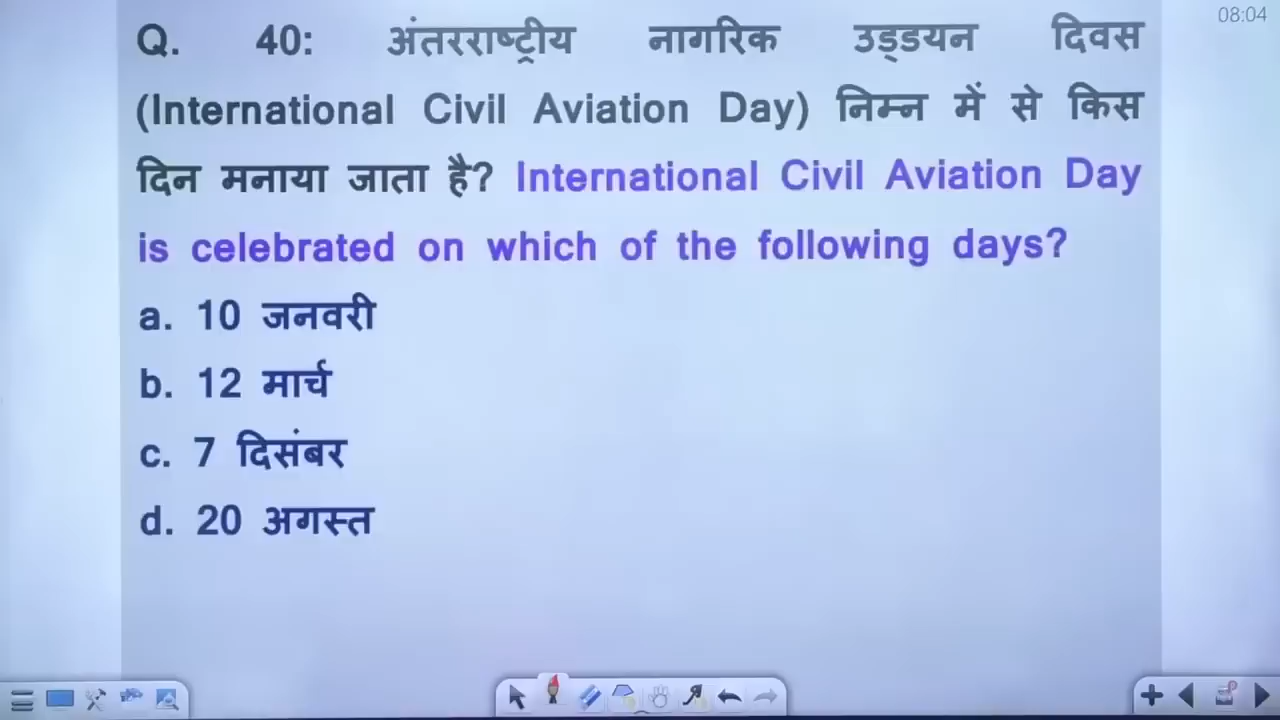 08:04
Q. 40: अंतरराष्ट्रीय नागरिक उड्डयन दिवस
(International Civil Aviation Day) निम्न में से किस
दिन मनाया जाता है? International Civil Aviation Day
is celebrated on which of the following days?
a. 10 जनवरी
b. 12 मार्च
c. 7 दिसंबर
d. 20 अगस्त